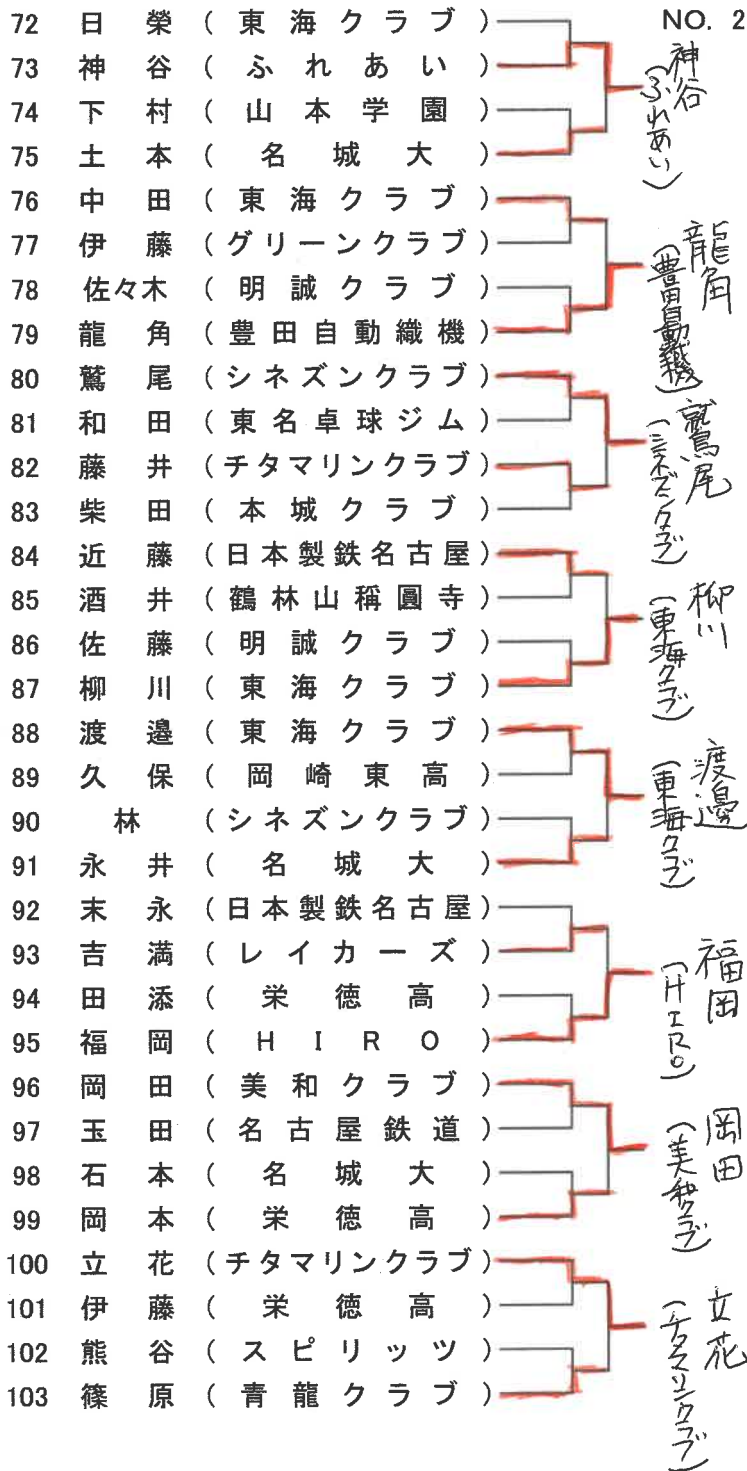 NO. 2
72 日榮 (東海クラブ)
73 神谷 (ふれあい)
74 下村 (山本学園)
75 土本 (名城大)
神谷
(ふれあい)
76 中田 (東海クラブ)
77 伊藤 (グリーンクラブ)
78 佐々木 (明誠クラブ)
79 龍角 (豊田自動織機)
龍角
(豊田自動織機)
80 鷲尾 (シネズンクラブ)
81 和田 (東名卓球ジム)
82 藤井 (チタマリンクラブ)
83 柴田 (本城クラブ)
鷲尾
(シネズンクラブ)
84 近藤 (日本製鉄名古屋)
85 酒井 (鶴林山稱圓寺)
86 佐藤 (明誠クラブ)
87 柳川 (東海クラブ)
柳川
(東海クラブ)
88 渡邉 (東海クラブ)
89 久保 (岡崎東高)
90 林 (シネズンクラブ)
91 永井 (名城大)
渡邉
(東海クラブ)
92 末永 (日本製鉄名古屋)
93 吉満 (レイカーズ)
94 田添 (栄徳高)
95 福岡 (HIRO)
福岡
(HIRO)
96 岡田 (美和クラブ)
97 玉田 (名古屋鉄道)
98 石本 (名城大)
99 岡本 (栄徳高)
岡田
(美和クラブ)
100 立花 (チタマリンクラブ)
101 伊藤 (栄徳高)
102 熊谷 (スピリッツ)
103 篠原 (青龍クラブ)
立花
(チタマリンクラブ)